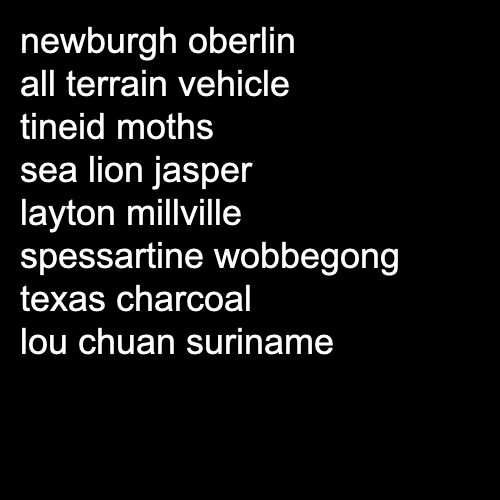 newburgh oberlin
all terrain vehicle
tineid moths
sea lion jasper
layton millville
spessartine wobbegong
texas charcoal
lou chuan suriname